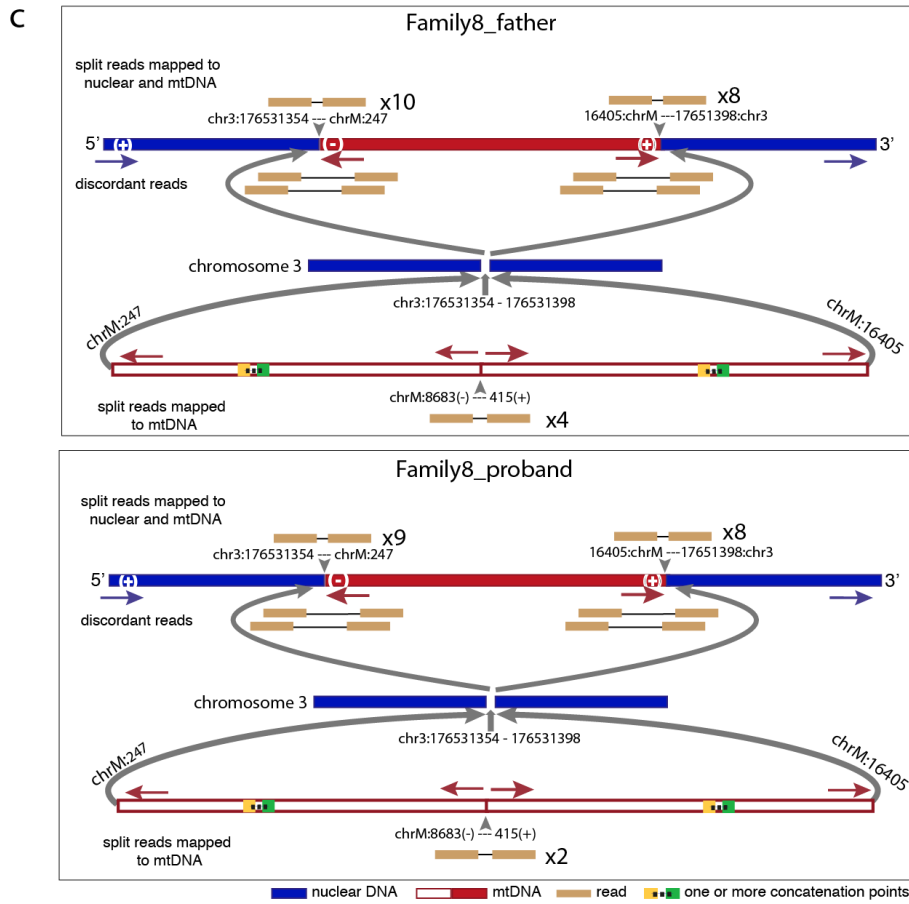 C
Family8_father
split reads mapped to
nuclear and mtDNA
x10
x8
chr3:176531354 --- chrM:247
16405:chrM ---17651398:chr3
5’
(+)
(-)
(+)
3’
discordant reads
chromosome 3
chr3:176531354 - 176531398
chrM:247
chrM:16405
chrM:8683(-) --- 415(+)
split reads mapped
to mtDNA
x4
Family8_proband
split reads mapped to
nuclear and mtDNA
x9
x8
chr3:176531354 --- chrM:247
16405:chrM ---17651398:chr3
5’
(+)
(-)
(+)
3’
discordant reads
chromosome 3
chr3:176531354 - 176531398
chrM:247
chrM:16405
chrM:8683(-) --- 415(+)
split reads mapped
to mtDNA
x2
nuclear DNA mtDNA read one or more concatenation points